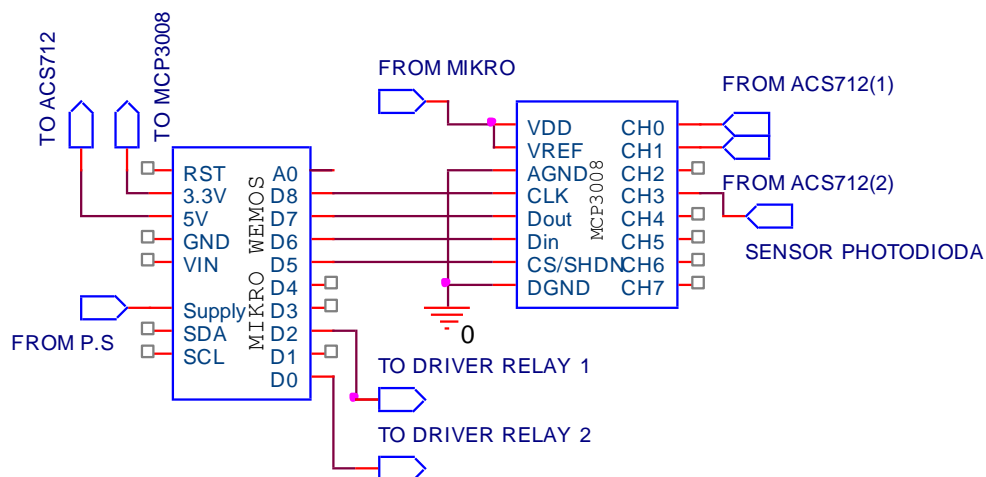 TO ACS712
TO MCP3008
MIKRO WEMOS
RST
3.3V
5V
GND
VIN
Supply
SDA
SCL
A0
D8
D7
D6
D5
D4
D3
D2
D1
D0
FROM P.S
FROM MIKRO
MCP3008
VDD
VREF
AGND
CLK
Dout
Din
CS/SHDN
DGND
CH0
CH1
CH2
CH3
CH4
CH5
CH6
CH7
0
FROM ACS712(1)
FROM ACS712(2)
SENSOR PHOTODIODA
TO DRIVER RELAY 1
TO DRIVER RELAY 2